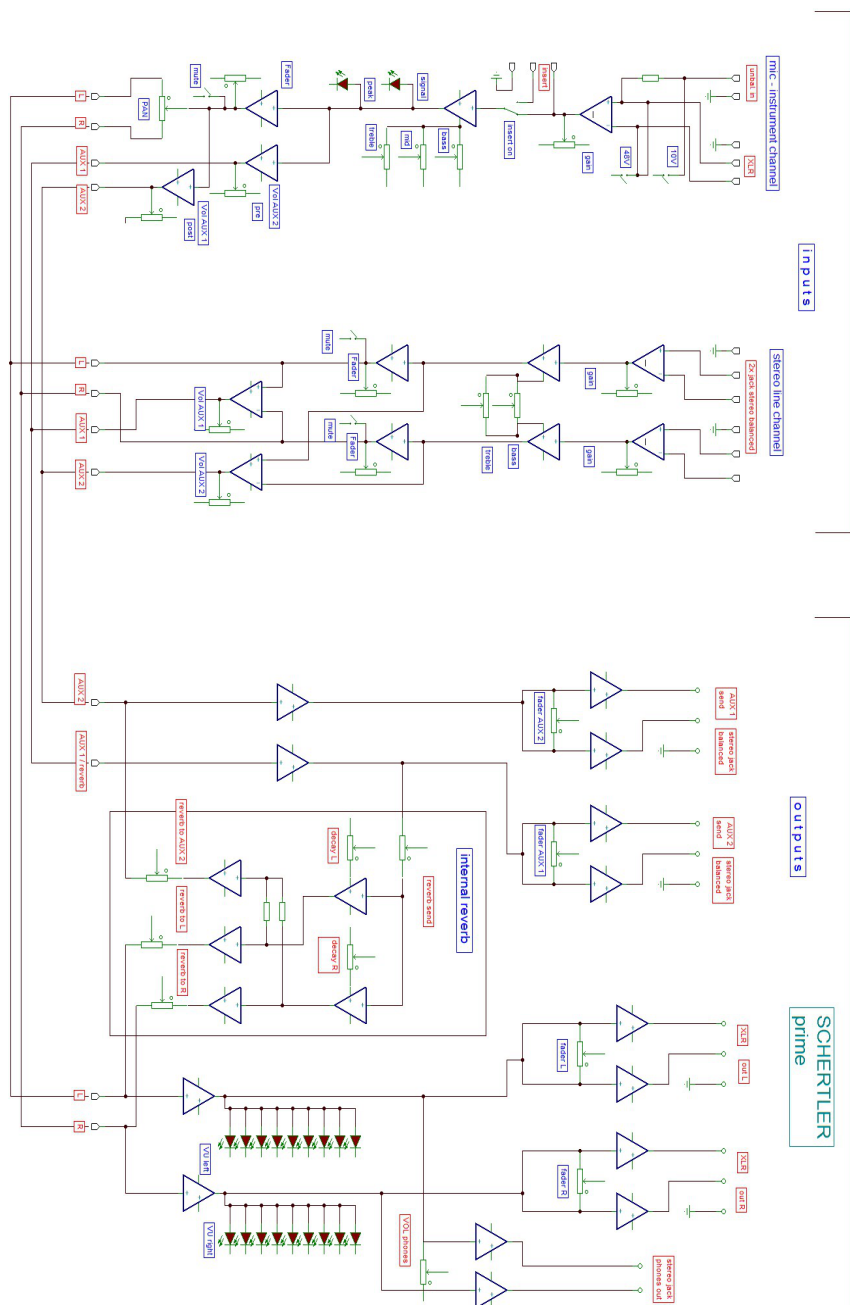 SCHERTLER
prime
inputs
outputs
mic - instrument channel
unbal. in
XLR
10V
48V
gain
insert
insert on
bass
mid
treble
signal
peak
Fader
mute
PAN
pre
Vol AUX 2
Vol AUX 1
post
L
R
AUX 1
AUX 2
stereo line channel
2x jack stereo balanced
gain
gain
bass
treble
Fader
mute
Fader
mute
Vol AUX 1
Vol AUX 2
L
R
AUX 1
AUX 2
AUX 1
send
stereo jack
balanced
fader AUX 2
AUX 2
send
stereo jack
balanced
fader AUX 1
AUX 2
AUX 1 / reverb
internal reverb
reverb send
decay L
decay R
reverb to AUX 2
reverb to L
reverb to R
XLR
out L
fader L
XLR
out R
fader R
L
R
VU left
VU right
VOL phones
stereo jack
phones out